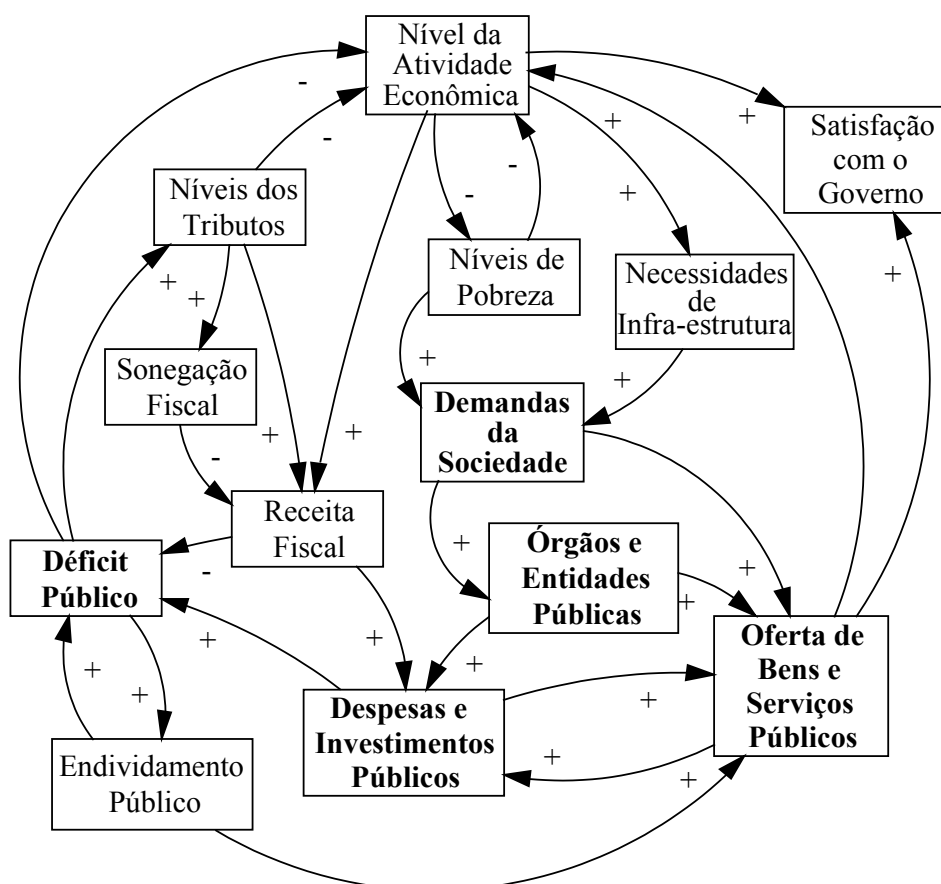 Nível da
Atividade
Econômica
-
+
Satisfação
com o
Governo
+
-
-
Níveis dos
Tributos
+
-
Níveis de
Pobreza
Necessidades
de
Infra-estrutura
+
+
+
Sonegação
Fiscal
+
+
Demandas
da
Sociedade
+
+
-
Receita
Fiscal
Órgãos e
Entidades
Públicas
+
+
+
Déficit
Público
-
+
+
+
Oferta de
Bens e
Serviços
Públicos
+
+
Despesas e
Investimentos
Públicos
+
+
+
Endividamento
Público